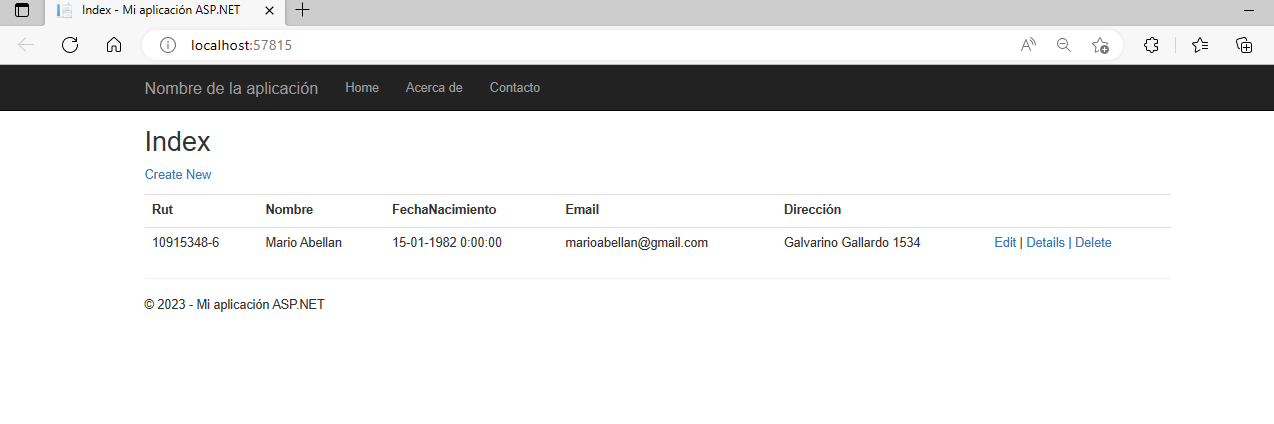 Index - Mi aplicación ASP.NET
localhost:57815
Nombre de la aplicación Home Acerca de Contacto
Index
Create New
Rut Nombre FechaNacimiento Email Dirección
10915348-6 Mario Abellan 15-01-1982 0:00:00 marioabellan@gmail.com Galvarino Gallardo 1534 Edit | Details | Delete
© 2023 - Mi aplicación ASP.NET